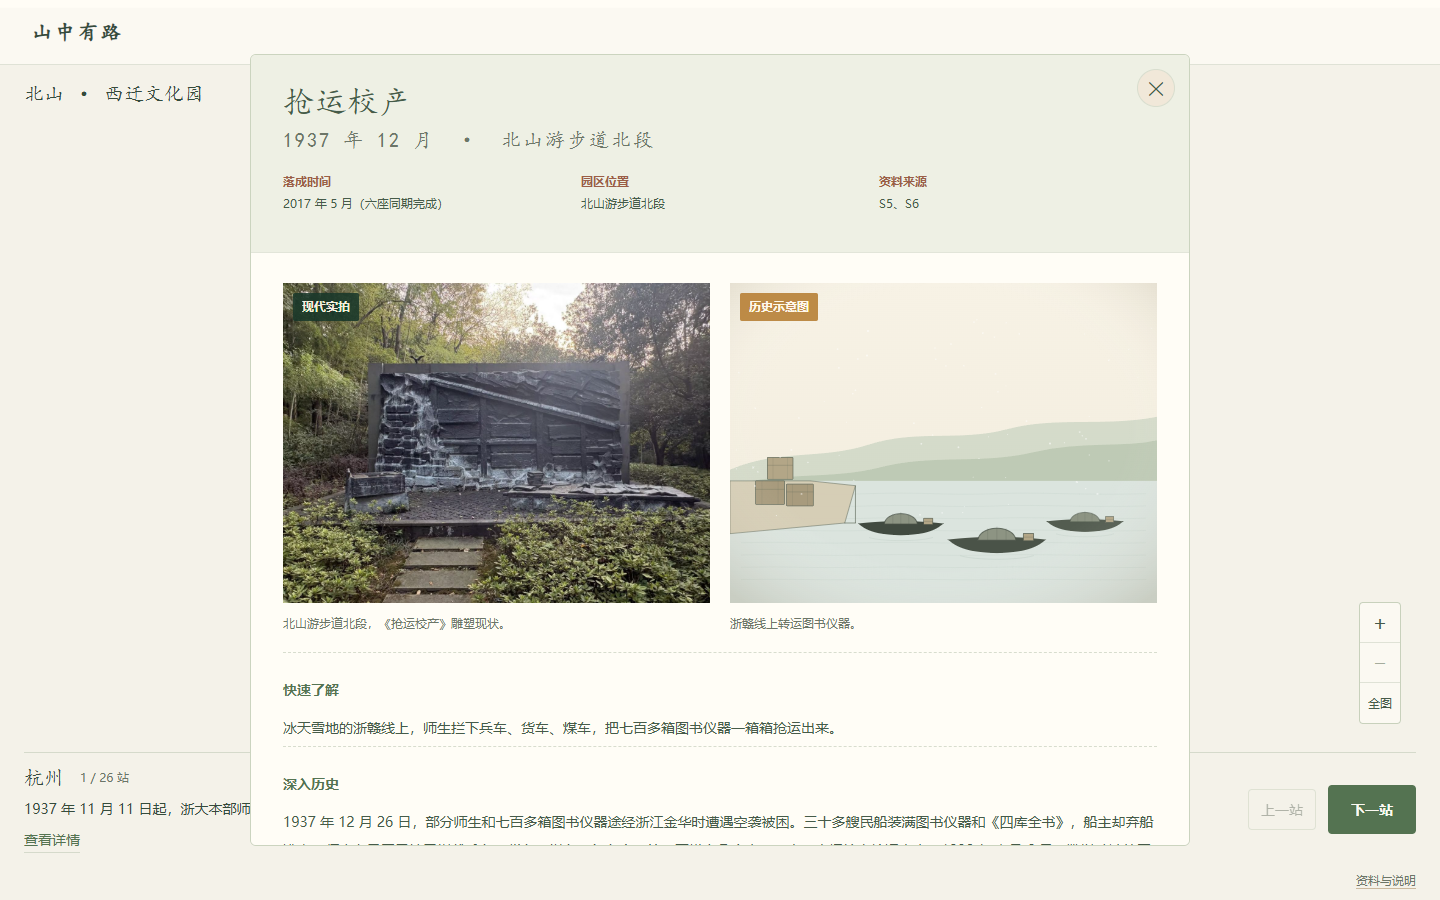 山中有路
北山 • 西迁文化园
抢运校产
1937 年 12 月 • 北山游步道北段
落成时间
2017 年 5 月（六座同期完成）
园区位置
北山游步道北段
资料来源
S5、S6
现代实拍
历史示意图
北山游步道北段，《抢运校产》雕塑现状。
浙赣线上转运图书仪器。
快速了解
冰天雪地的浙赣线上，师生拦下兵车、货车、煤车，把七百多箱图书仪器一箱箱抢运出来。
深入历史
1937 年 12 月 26 日，部分师生和七百多箱图书仪器途经浙江金华时遭遇空袭被困。三十多艘民船装满图书仪器和《四库全书》，船主却弃船
+
−
全图
杭州 1 / 26 站
1937 年 11 月 11 日起，浙大本部师
查看详情
上一站
下一站
资料与说明